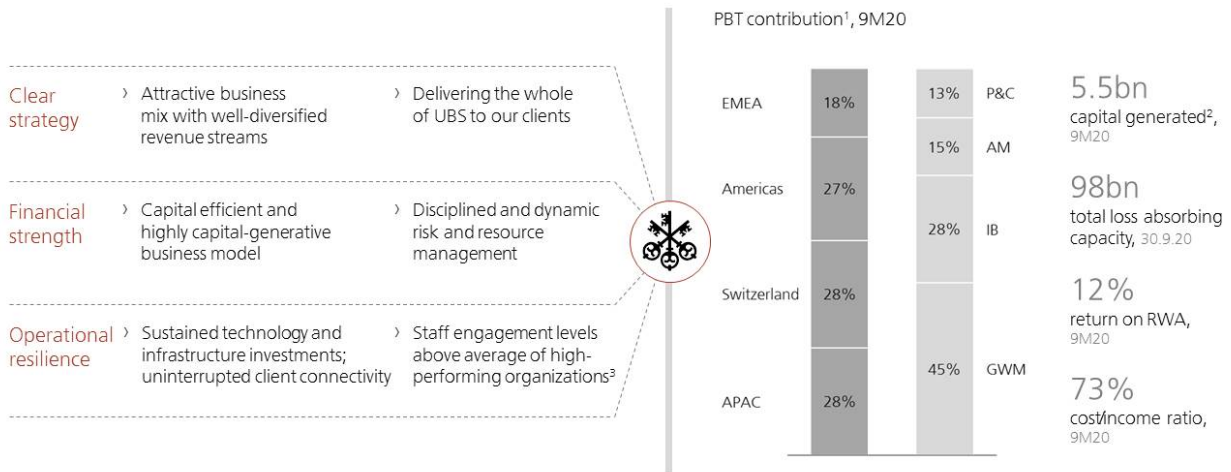 Clear
strategy
› Attractive business
mix with well-diversified
revenue streams
› Delivering the whole
of UBS to our clients
Financial
strength
› Capital efficient and
highly capital-generative
business model
› Disciplined and dynamic
risk and resource
management
Operational
resilience
› Sustained technology and
infrastructure investments;
uninterrupted client connectivity
› Staff engagement levels
above average of high-
performing organizations³
PBT contribution¹, 9M20
EMEA 18%
Americas 27%
Switzerland 28%
APAC 28%
13% P&C
15% AM
28% IB
45% GWM
5.5bn
capital generated²,
9M20
98bn
total loss absorbing
capacity, 30.9.20
12%
return on RWA,
9M20
73%
cost/income ratio,
9M20